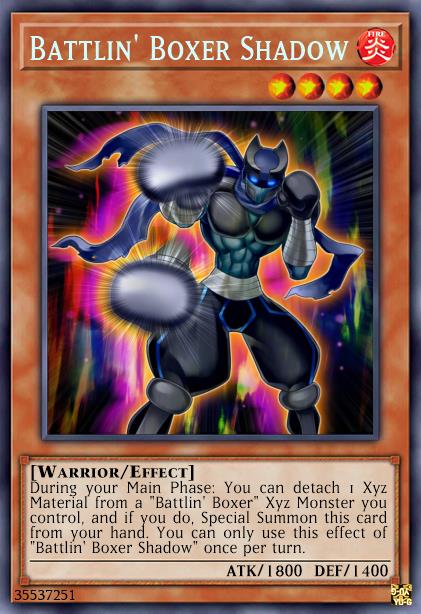 BATTLIN' BOXER SHADOW
FIRE
炎
[WARRIOR/EFFECT]
During your Main Phase: You can detach 1 Xyz
Material from a "Battlin' Boxer" Xyz Monster you
control, and if you do, Special Summon this card
from your hand. You can only use this effect of
"Battlin' Boxer Shadow" once per turn.
ATK/1800 DEF/1400
35537251